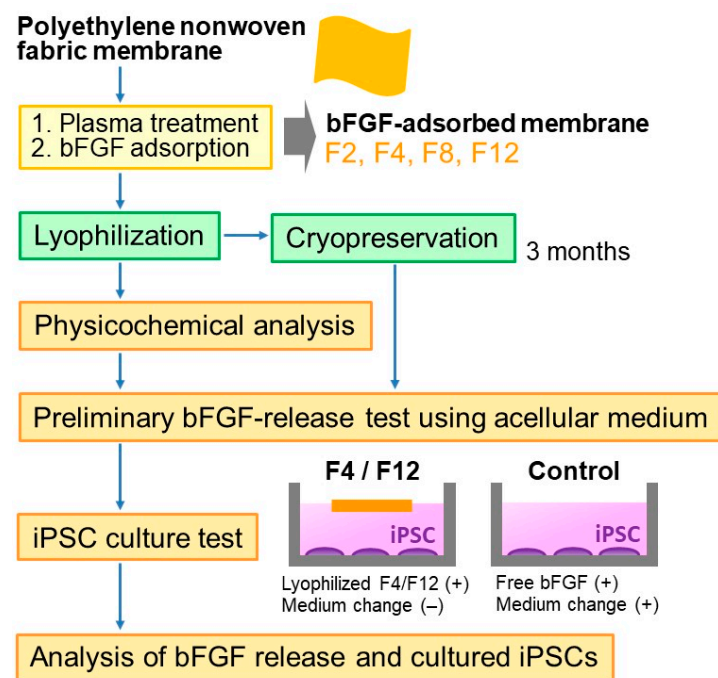 Polyethylene nonwoven
fabric membrane
1. Plasma treatment
2. bFGF adsorption
bFGF-adsorbed membrane
F2, F4, F8, F12
Lyophilization
Cryopreservation
3 months
Physicochemical analysis
Preliminary bFGF-release test using acellular medium
iPSC culture test
F4 / F12
iPSC
Lyophilized F4/F12 (+)
Medium change (–)
Control
iPSC
Free bFGF (+)
Medium change (+)
Analysis of bFGF release and cultured iPSCs